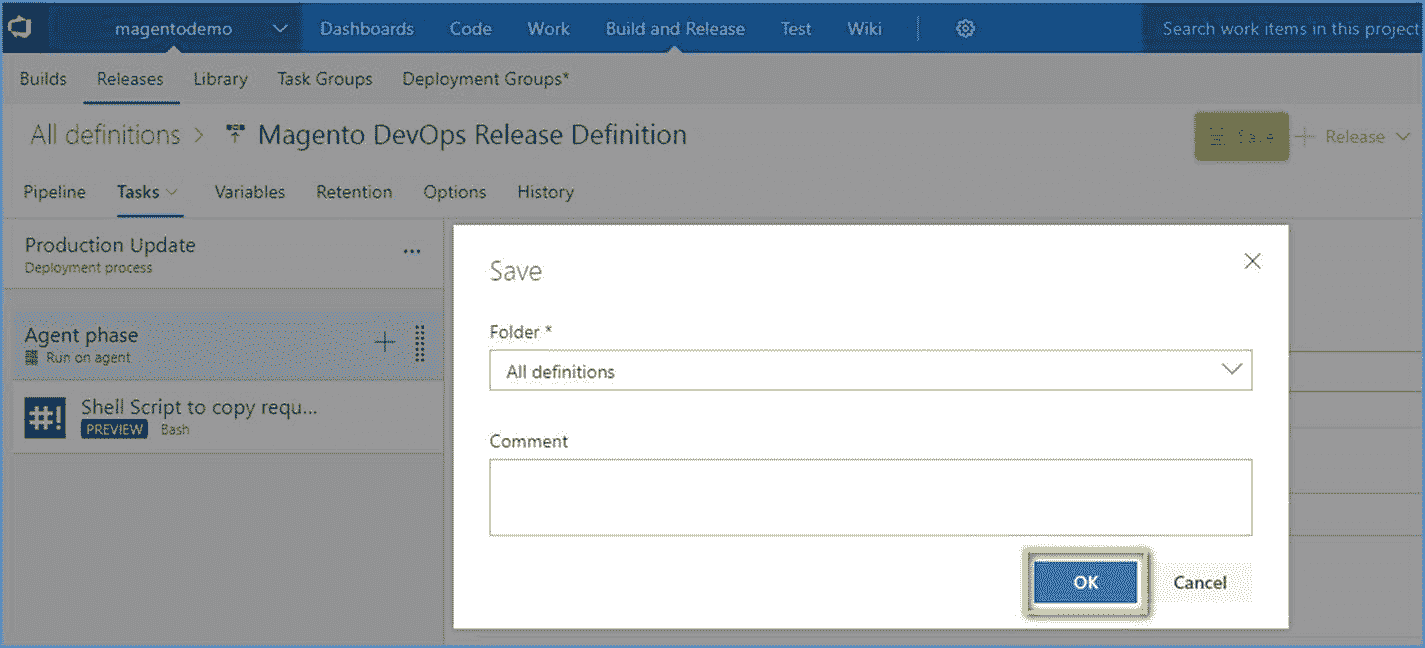 magentodemo Dashboards Code Work Build and Release Test Wiki Search work items in this project
Builds Releases Library Task Groups Deployment Groups*
All definitions > Magento DevOps Release Definition Save + Release
Pipeline Tasks Variables Retention Options History
Production Update ...
Deployment process
Agent phase +
Run on agent
#! Shell Script to copy requ...
PREVIEW Bash
Save
Folder *
All definitions
Comment
OK Cancel